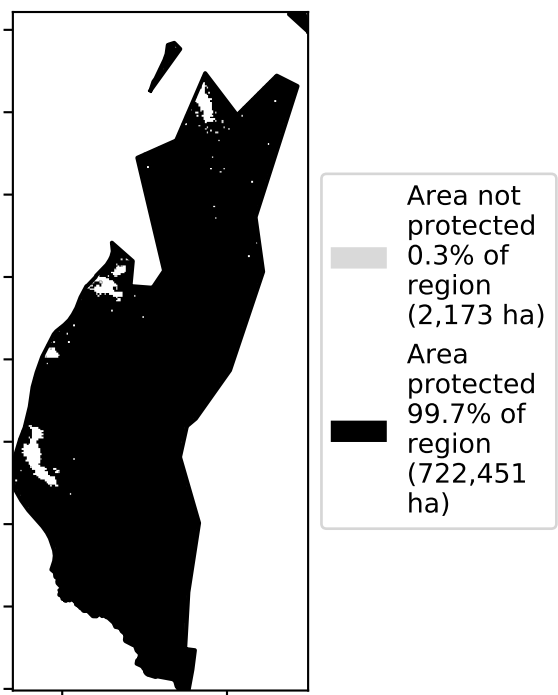 Area not
protected
0.3% of
region
(2,173 ha)
Area
protected
99.7% of
region
(722,451
ha)